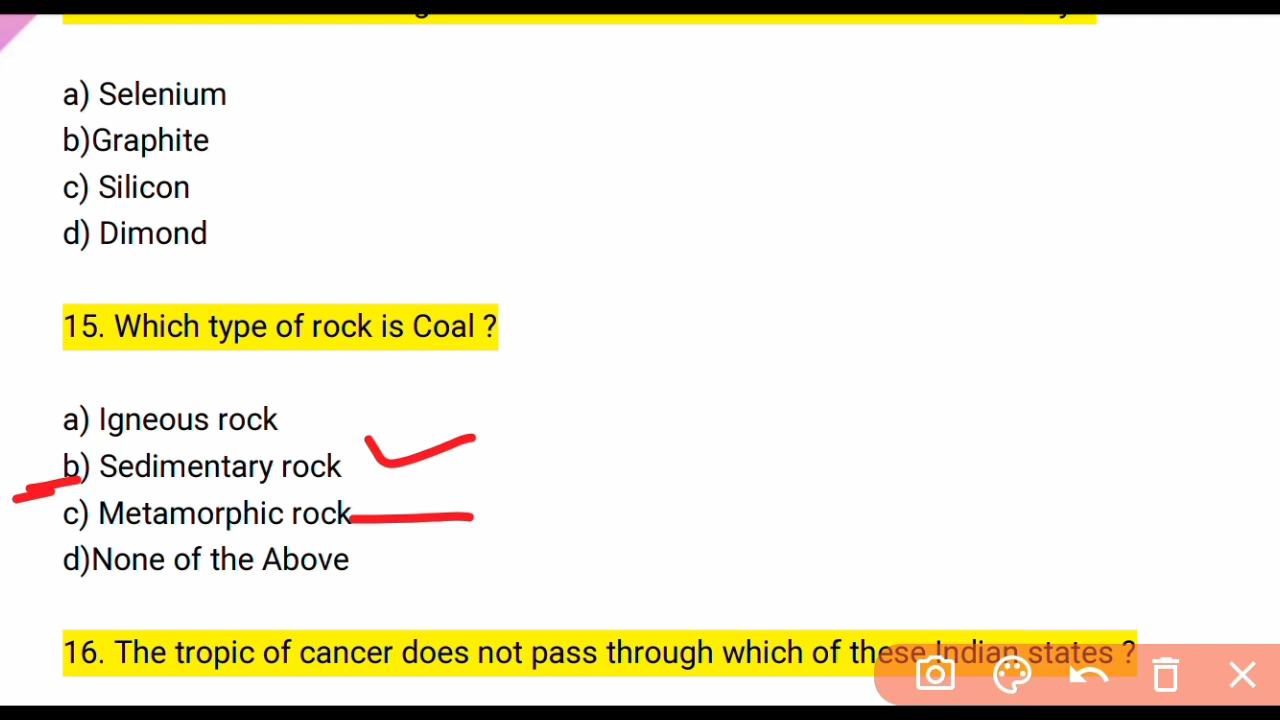 a) Selenium
b)Graphite
c) Silicon
d) Dimond
15. Which type of rock is Coal ?
a) Igneous rock
b) Sedimentary rock
c) Metamorphic rock
d)None of the Above
16. The tropic of cancer does not pass through which of these Indian states ?